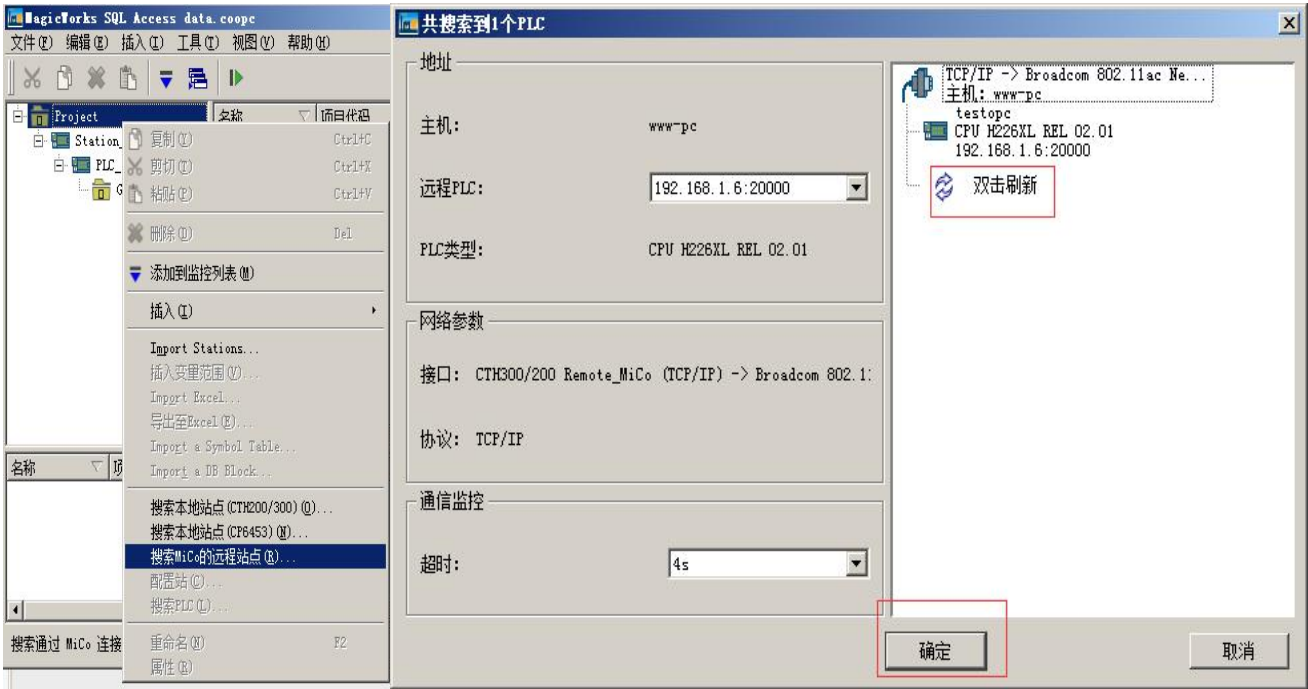 MagicWorks SQL Access data.coopc
文件(F) 编辑(E) 插入(I) 工具(T) 视图(V) 帮助(H)
Project
名称
项目代码
Station_
PLC_
G
复制(Y) Ctrl+C
剪切(T) Ctrl+X
粘贴(P) Ctrl+V
删除(D) Del
添加到监控列表(M)
插入(I)
Import Stations...
插入变量范围(V)...
Import Excel...
导出至Excel(E)...
Import a Symbol Table...
Import a DB Block...
搜索本地站点(CTH200/300)(O)...
搜索本地站点(CP6453)(N)...
搜索MiCo的远程站点(R)...
配置站(C)...
搜索PLC(L)...
重命名(N) F2
属性(R)
名称
项
搜索通过 MiCo 连接
共搜索到1个PLC
地址
主机: www-pc
远程PLC: 192.168.1.6:20000
PLC类型: CPU H226XL REL 02.01
网络参数
接口: CTH300/200 Remote_MiCo (TCP/IP) -> Broadcom 802.1
协议: TCP/IP
通信监控
超时: 4s
TCP/IP -> Broadcom 802.11ac Ne...
主机: www-pc
testopc
CPU H226XL REL 02.01
192.168.1.6:20000
双击刷新
确定
取消